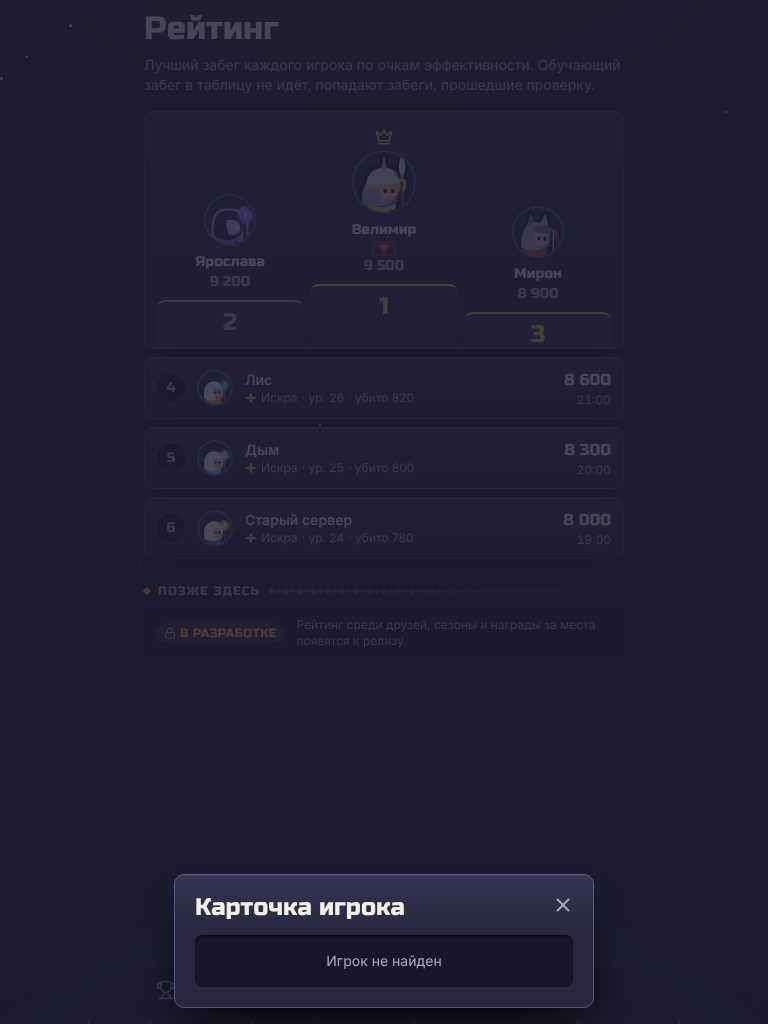 Рейтинг
Лучший забег каждого игрока по очкам эффективности. Обучающий
забег в таблицу не идёт, попадают забеги, прошедшие проверку.
Велимир
9 500
1
Ярослава
9 200
2
Мирон
8 900
3
4 Лис 8 600
Искра · ур. 26 · убито 820 21:00
5 Дым 8 300
Искра · ур. 25 · убито 800 20:00
6 Старый сервер 8 000
Искра · ур. 24 · убито 780 19:00
ПОЗЖЕ ЗДЕСЬ
В РАЗРАБОТКЕ
Рейтинг среди друзей, сезоны и награды за места
появятся к релизу.
Карточка игрока
Игрок не найден